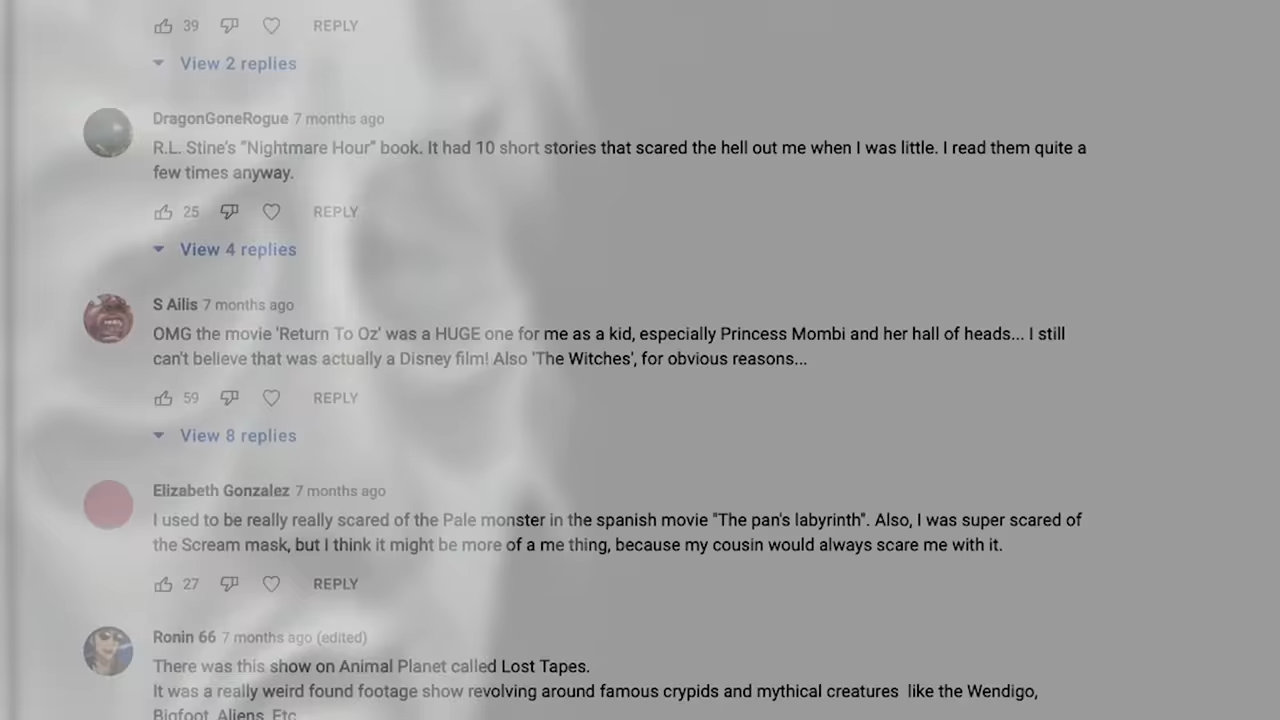 39 REPLY
View 2 replies
DragonGoneRogue 7 months ago
R.L. Stine's "Nightmare Hour" book. It had 10 short stories that scared the hell out me when I was little. I read them quite a
few times anyway.
25 REPLY
View 4 replies
S Ailis 7 months ago
OMG the movie 'Return To Oz' was a HUGE one for me as a kid, especially Princess Mombi and her hall of heads... I still
can't believe that was actually a Disney film! Also 'The Witches', for obvious reasons...
59 REPLY
View 8 replies
Elizabeth Gonzalez 7 months ago
I used to be really really scared of the Pale monster in the spanish movie "The pan's labyrinth". Also, I was super scared of
the Scream mask, but I think it might be more of a me thing, because my cousin would always scare me with it.
27 REPLY
Ronin 66 7 months ago (edited)
There was this show on Animal Planet called Lost Tapes.
It was a really weird found footage show revolving around famous crypids and mythical creatures like the Wendigo,
Bigfoot, Aliens, Etc